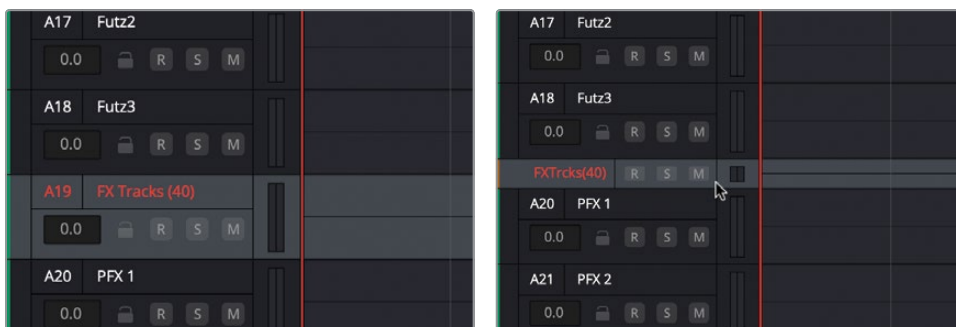 A17 Futz2
0.0 R S M
A18 Futz3
0.0 R S M
A19 FX Tracks (40)
0.0 R S M
A20 PFX 1
0.0 R S M
A17 Futz2
0.0 R S M
A18 Futz3
0.0 R S M
FXTrcks(40) R S M
A20 PFX 1
0.0 R S M
A21 PFX 2
0.0 R S M